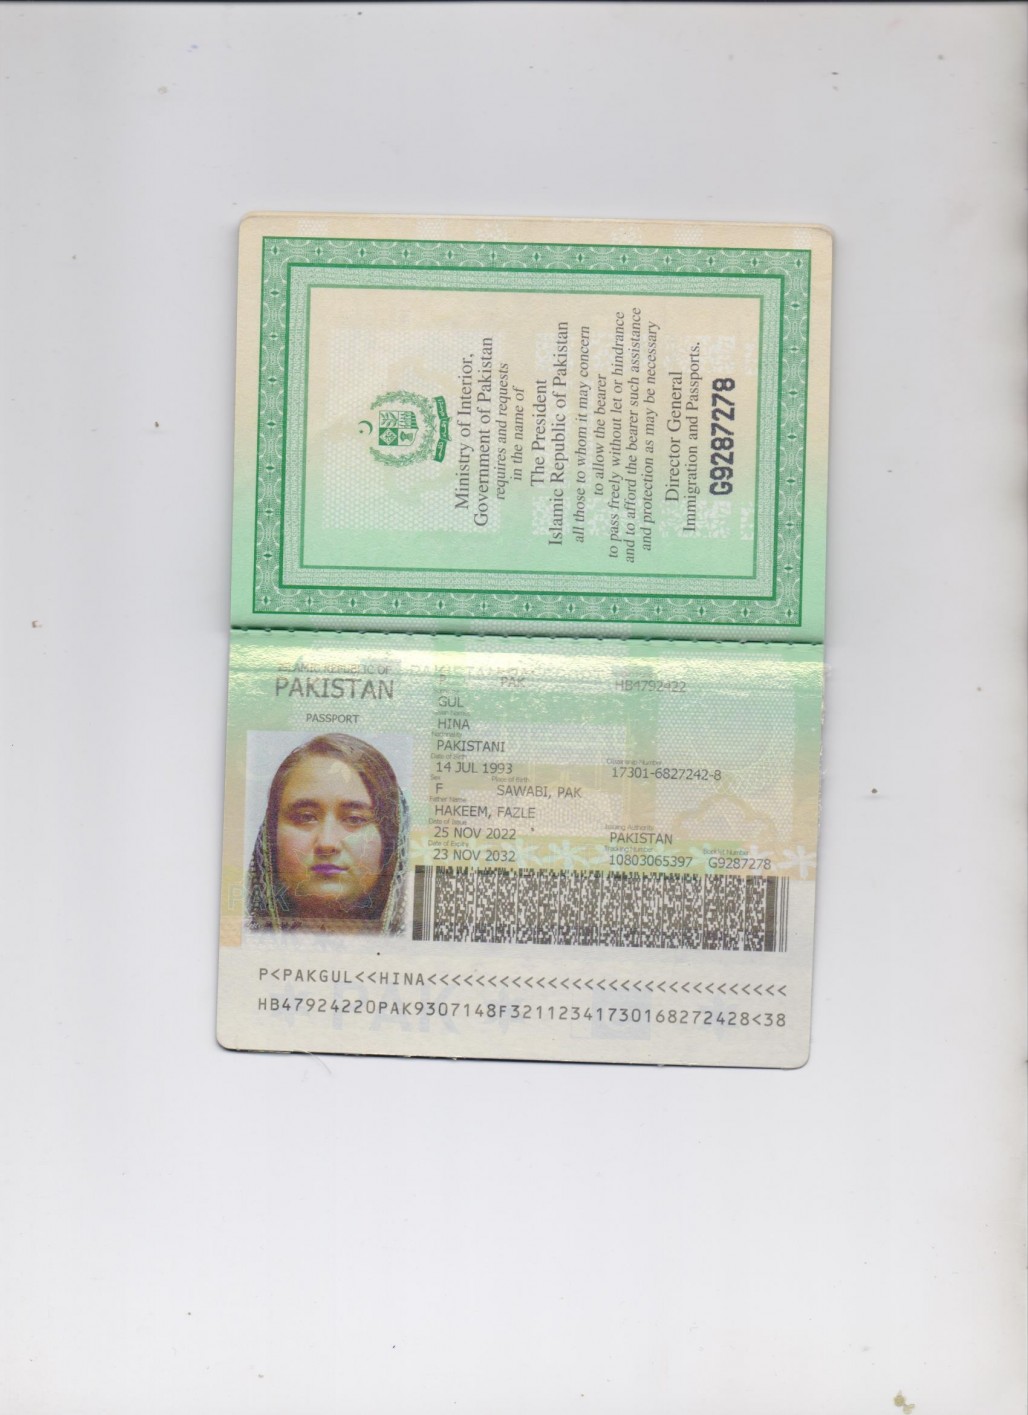 Ministry of Interior,
Government of Pakistan
requires and requests
in the name of
The President
Islamic Republic of Pakistan
all those to whom it may concern
to allow the bearer
to pass freely without let or hindrance
and to afford the bearer such assistance
and protection as may be necessary
Director General
Immigration and Passports.
G9287278
ISLAMIC REPUBLIC OF
PAKISTAN
PASSPORT
P PAK HB4792422
GUL
HINA
Nationality
PAKISTANI
Date of Birth
14 JUL 1993
Citizenship Number
17301-6827242-8
Sex Place of Birth
F SAWABI, PAK
Father Name
HAKEEM, FAZLE
Date of Issue Issuing Authority
25 NOV 2022 PAKISTAN
Date of Expiry Tracking Number Booklet Number
23 NOV 2032 10803065397 G9287278
PAK
P<PAKGUL<<HINA<<<<<<<<<<<<<<<<<<<<<<<<<<<<<<
HB47924220PAK9307148F3211234173016827​2428<38